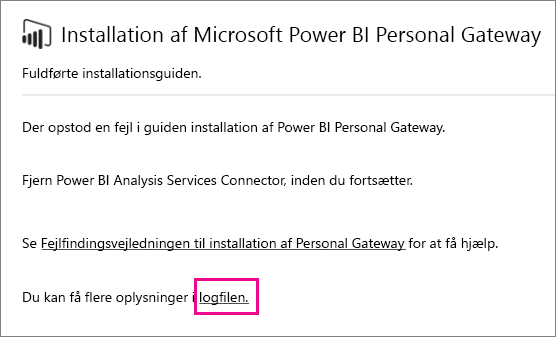 Installation af Microsoft Power BI Personal Gateway
Fuldførte installationsguiden.
Der opstod en fejl i guiden installation af Power BI Personal Gateway.
Fjern Power BI Analysis Services Connector, inden du fortsætter.
Se Fejlfindingsvejledningen til installation af Personal Gateway for at få hjælp.
Du kan få flere oplysninger i logfilen.